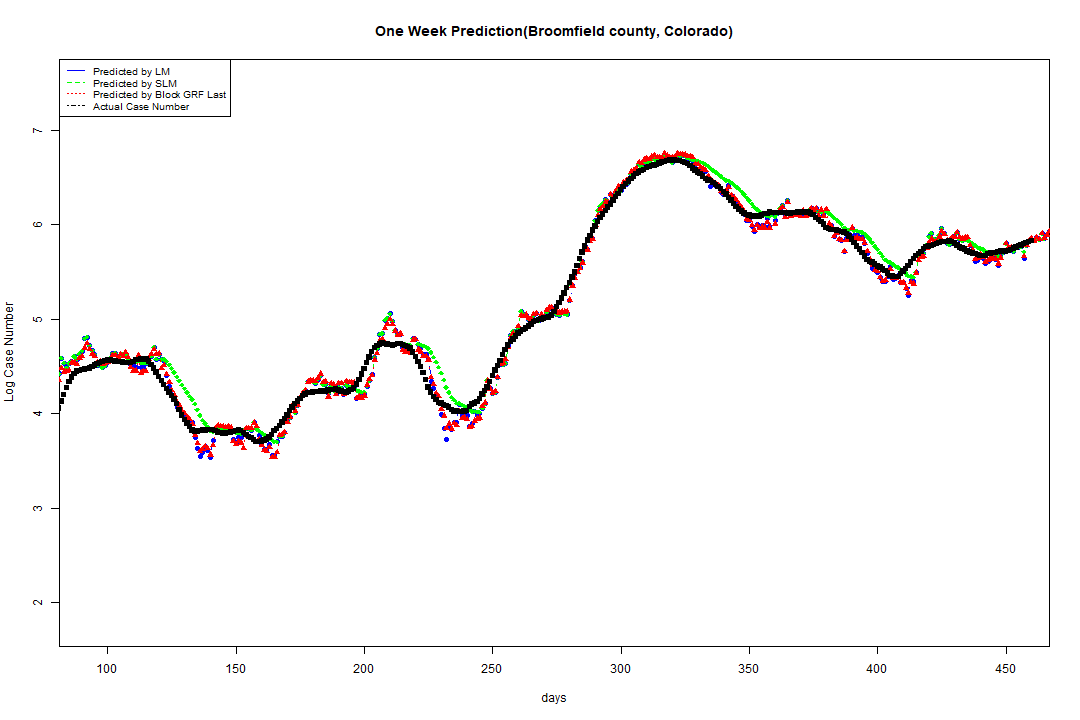 One Week Prediction(Broomfield county, Colorado)
Predicted by LM
Predicted by SLM
Predicted by Block GRF Last
Actual Case Number
7
6
5
4
3
2
Log Case Number
100 150 200 250 300 350 400 450
days